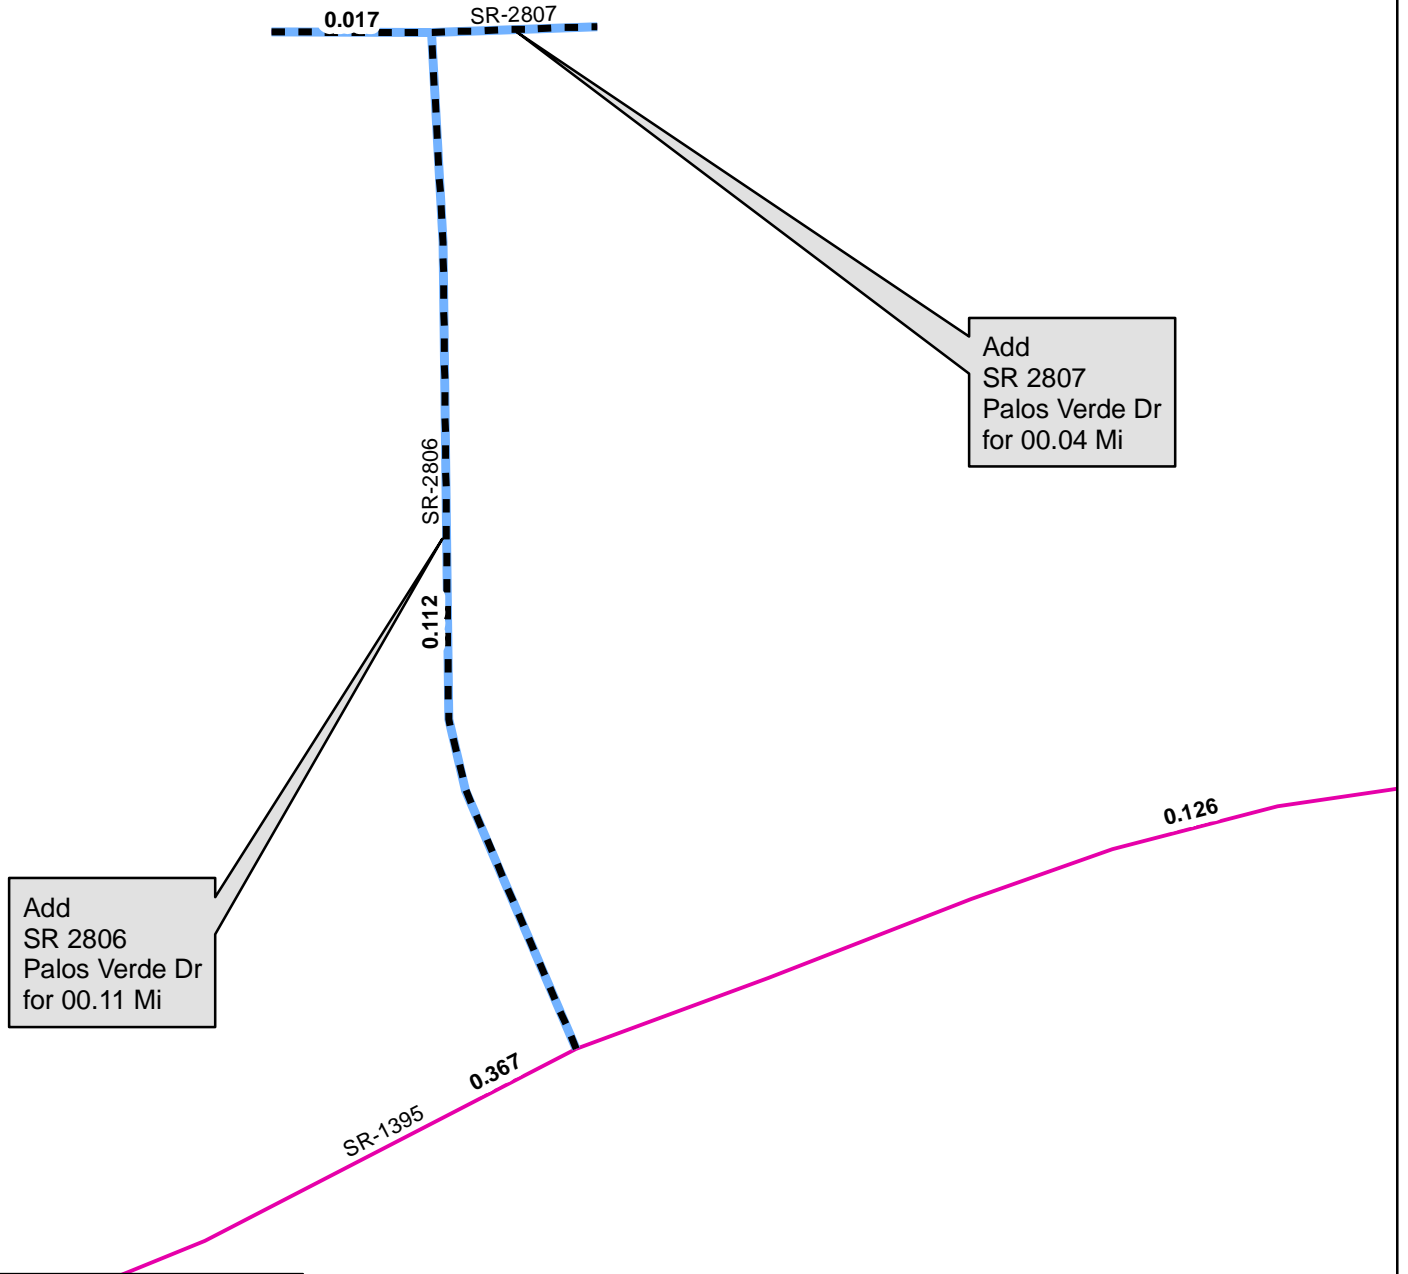 0.017
SR-2807
Add
SR 2807
Palos Verde Dr
for 00.04 Mi
SR-2806
0.112
0.126
Add
SR 2806
Palos Verde Dr
for 00.11 Mi
0.367
SR-1395